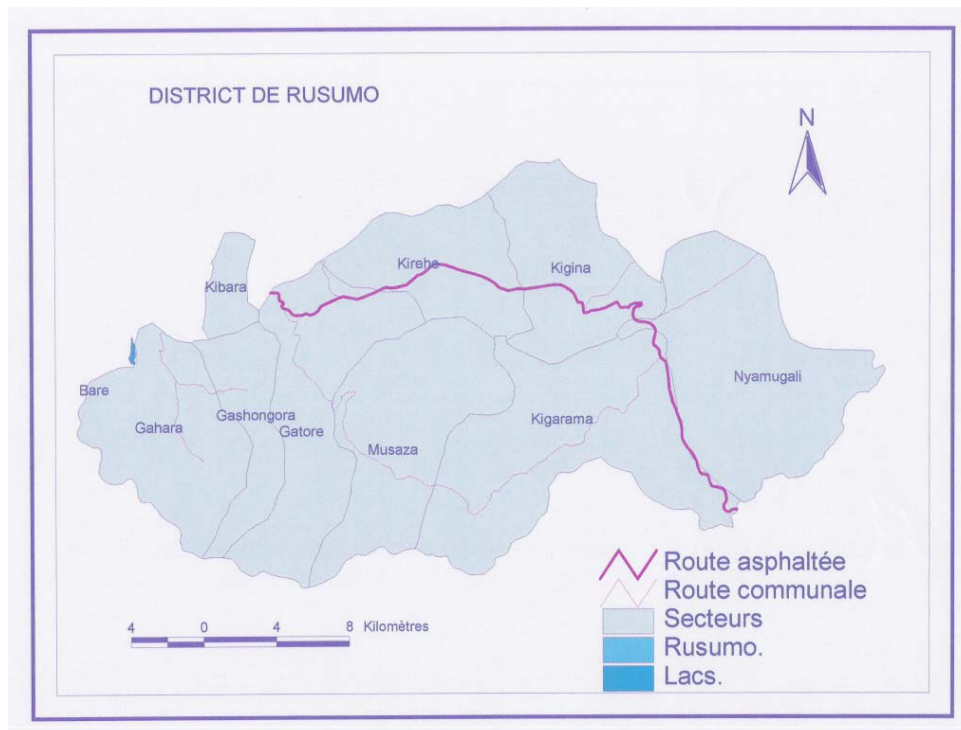 DISTRICT DE RUSUMO
N
Kirehe
Kigina
Kibara
Nyamugali
Bare
Gashongora
Kigarama
Gahara
Gatore
Musaza
Route asphaltée
Route communale
Secteurs
Rusumo.
Lacs.
4 0 4 8 Kilomètres